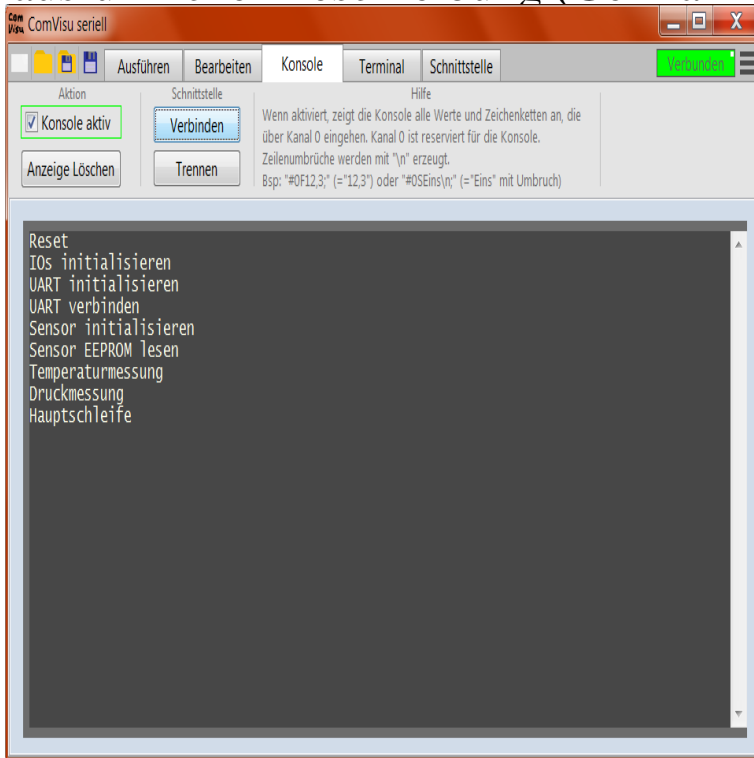 Com
Visu ComVisu seriell
Ausführen Bearbeiten Konsole Terminal Schnittstelle Verbunden
Aktion Schnittstelle Hilfe
Konsole aktiv
Anzeige Löschen
Verbinden
Trennen
Wenn aktiviert, zeigt die Konsole alle Werte und Zeichenketten an, die
über Kanal 0 eingehen. Kanal 0 ist reserviert für die Konsole.
Zeilenumbrüche werden mit "\n" erzeugt.
Bsp: "#0F12,3;" (="12,3") oder "#0SEins\n;" (="Eins" mit Umbruch)
Reset
IOs initialisieren
UART initialisieren
UART verbinden
Sensor initialisieren
Sensor EEPROM lesen
Temperaturmessung
Druckmessung
Hauptschleife